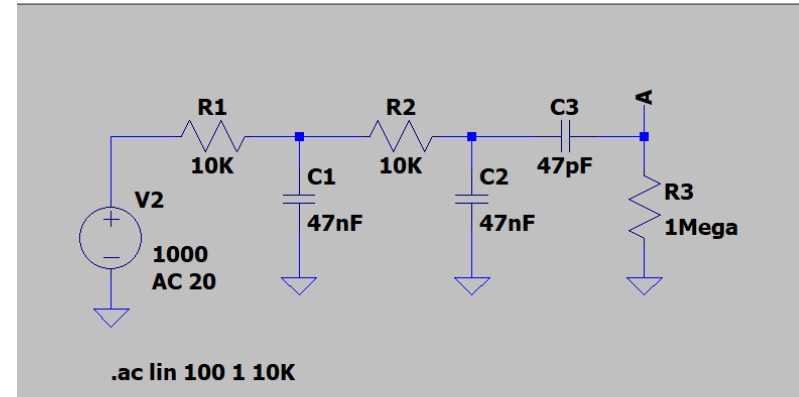 R1
10K
R2
10K
C3
47pF
A
V2
1000
AC 20
C1
47nF
C2
47nF
R3
1Mega
.ac lin 100 1 10K